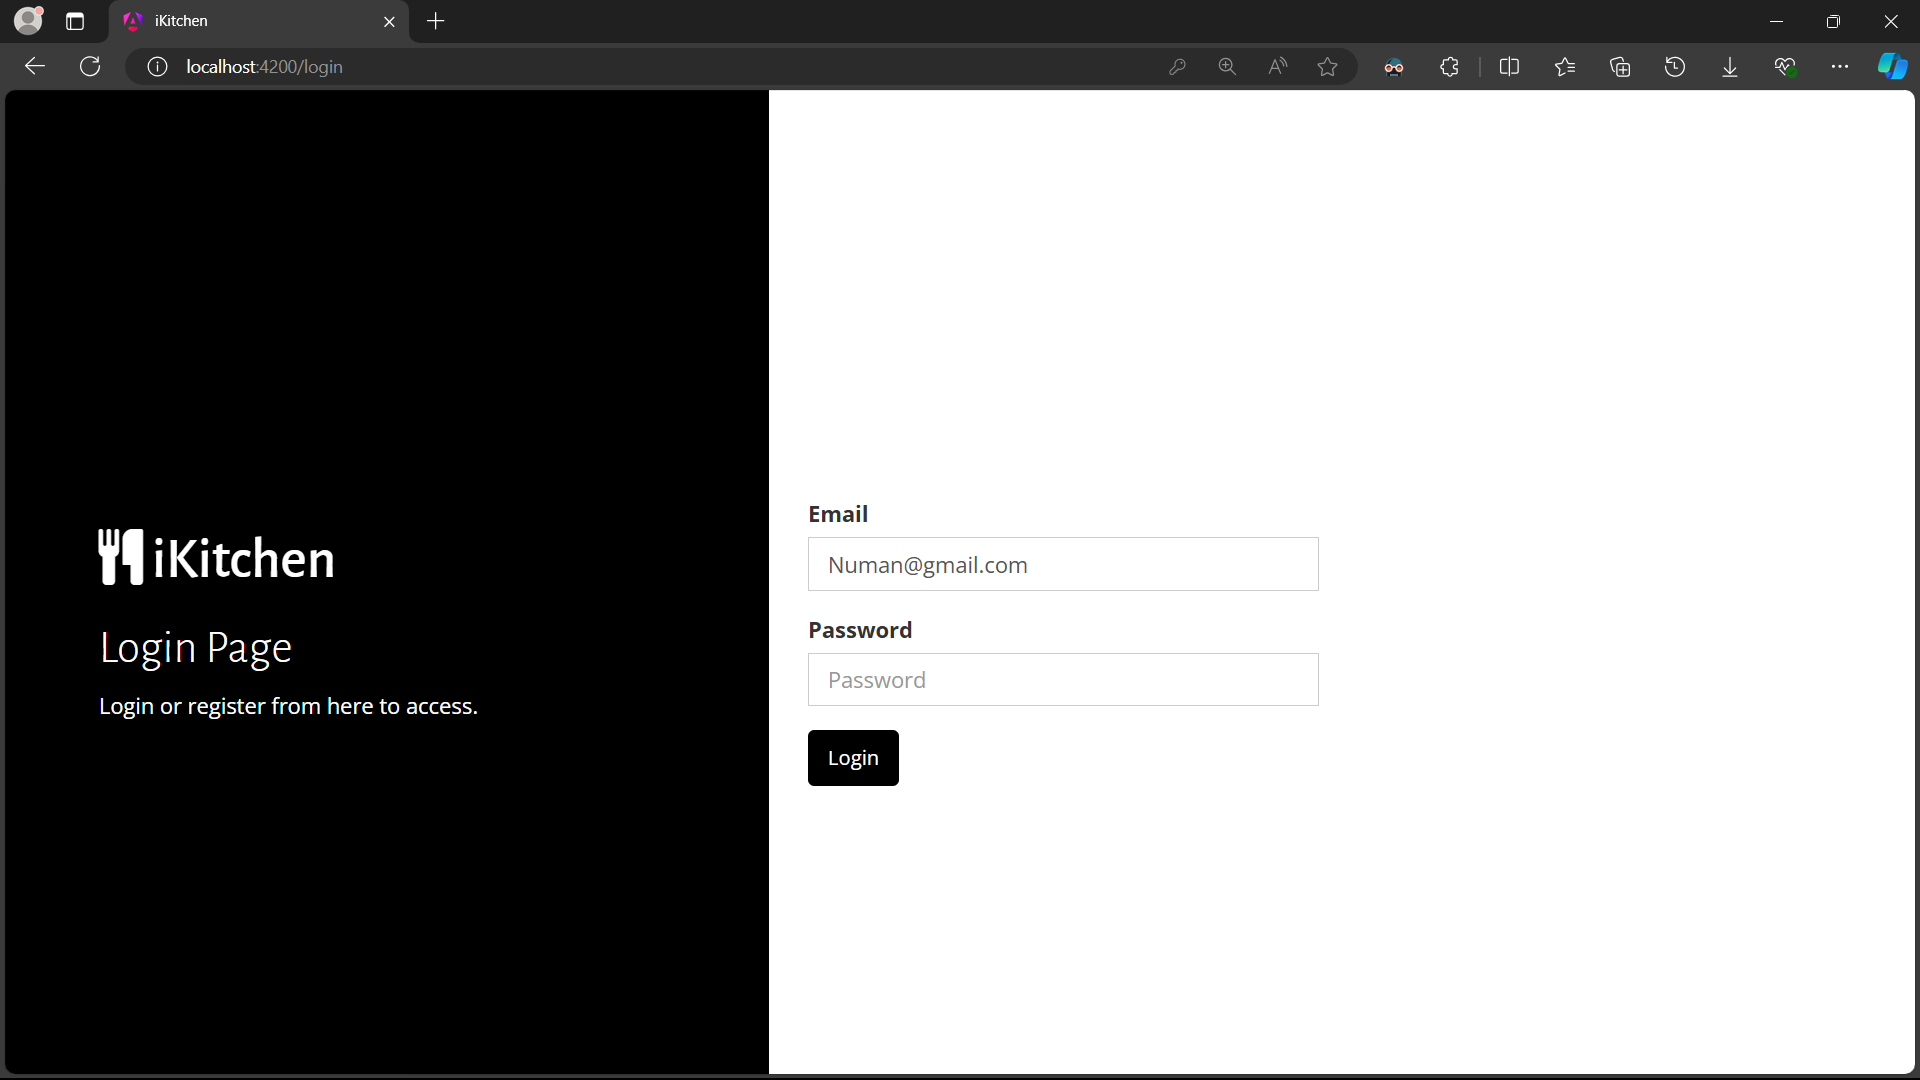 iKitchen
localhost:4200/login
iKitchen
Login Page
Login or register from here to access.
Email
Numan@gmail.com
Password
Password
Login